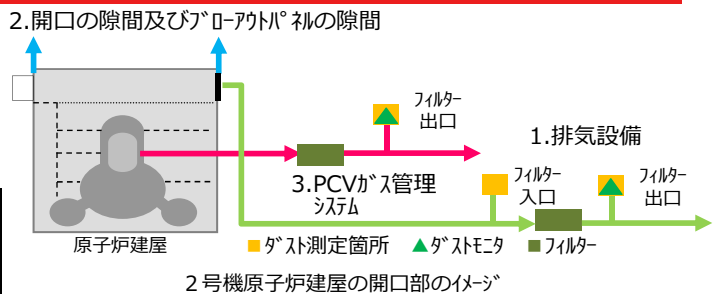 2.開口の隙間及びﾌﾞﾛｰｱｳﾄﾊﾟﾈﾙの隙間
ﾌｨﾙﾀｰ
出口
1.排気設備
3.PCVｶﾞｽ管理
ｼｽﾃﾑ
ﾌｨﾙﾀｰ
入口
ﾌｨﾙﾀｰ
出口
原子炉建屋
■ﾀﾞｽﾄ測定箇所 ▲ﾀﾞｽﾄﾓﾆﾀ ■ﾌｨﾙﾀｰ
２号機原子炉建屋の開口部のｲﾒｰｼﾞ